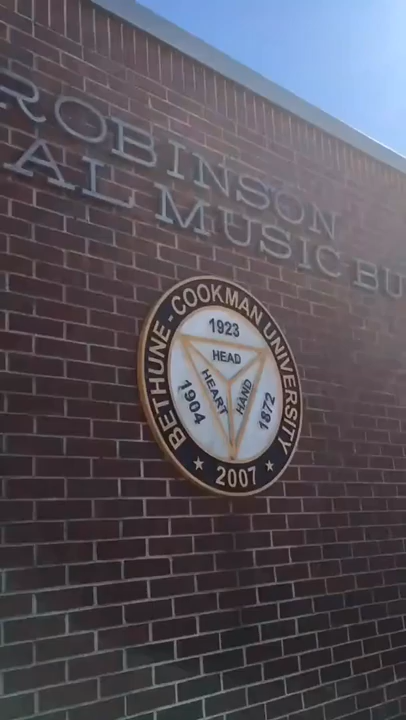 ROBINSON
AL MUSIC BU
BETHUNE - COOKMAN UNIVERSITY
1923
HEAD
HEART
HAND
1904
1872
★ 2007 ★